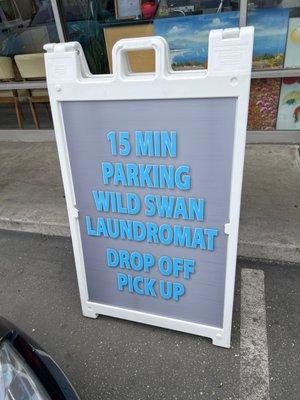 15 MIN
PARKING
WILD SWAN
LAUNDROMAT
DROP OFF
PICK UP